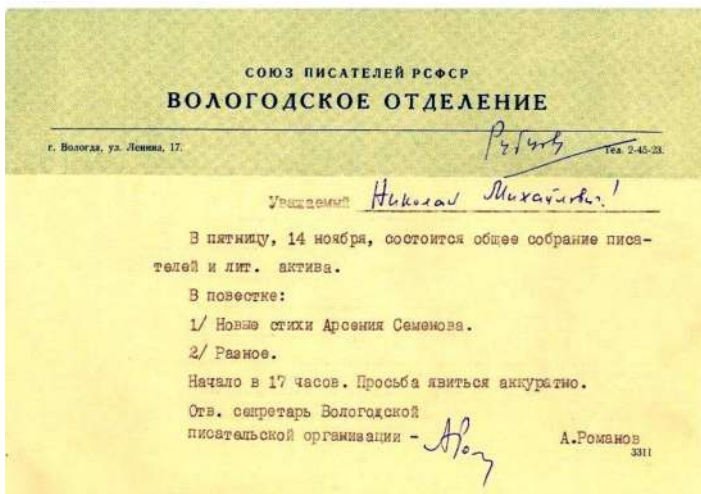 СОЮЗ ПИСАТЕЛЕЙ РСФСР
ВОЛОГОДСКОЕ ОТДЕЛЕНИЕ
Рубцов
г. Вологда, ул. Ленина, 17. Тел. 2-45-23.
Уважаемый Николай Михайлович!
В пятницу, 14 ноября, состоится общее собрание писа-
телей и лит. актива.
В повестке:
1/ Новые стихи Арсения Семенова.
2/ Разное.
Начало в 17 часов. Просьба явиться аккуратно.
Отв. секретарь Вологодской
писательской организации - А.Романов
3311